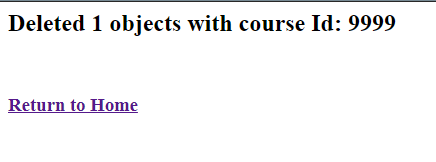 Deleted 1 objects with course Id: 9999
Return to Home